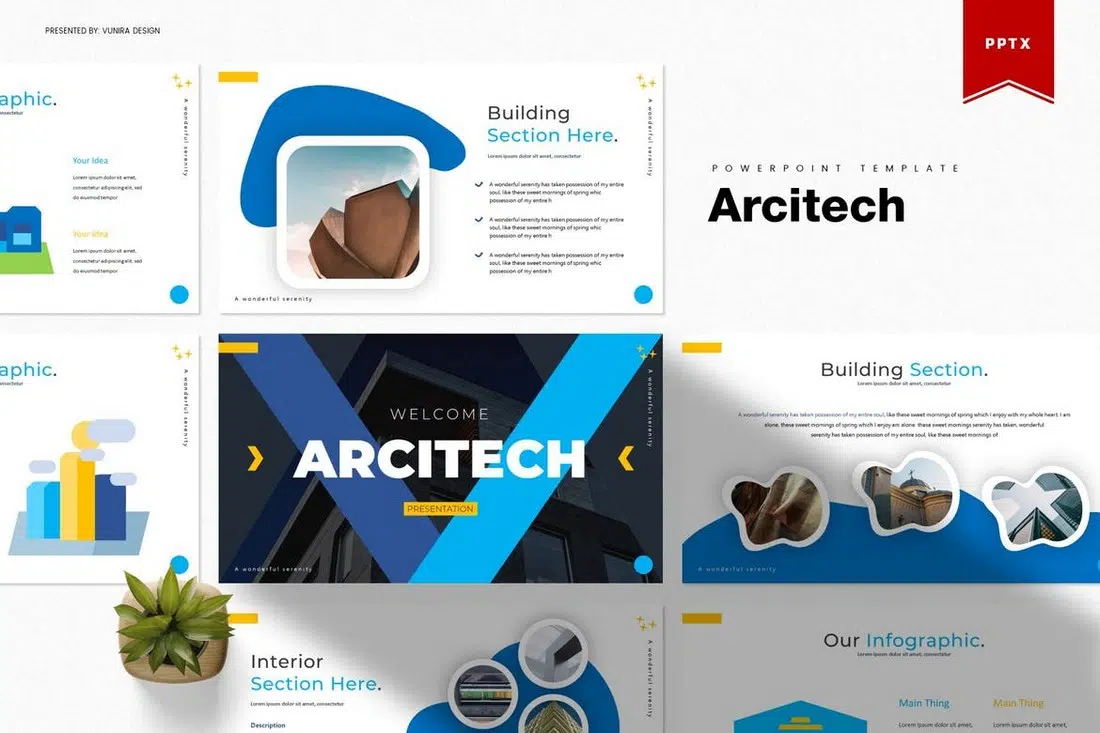 PRESENTED BY: VUNIRA DESIGN
PPTX
POWERPOINT TEMPLATE
Arcitech
aphic.
consectetur
A wonderful serenity
Your Idea
Lorem ipsum dolor sit amet,
consectetur adipiscing elit, sed
do eiusmod tempor
Your Idea
Lorem ipsum dolor sit amet,
consectetur adipiscing elit, sed
do eiusmod tempor
Building
Section Here.
Lorem ipsum dolor sit amet, consectetur
A wonderful serenity has taken possession of my entire
soul, like these sweet mornings of spring whic
possession of my entire h
A wonderful serenity has taken possession of my entire
soul, like these sweet mornings of spring whic
possession of my entire h
A wonderful serenity has taken possession of my entire
soul, like these sweet mornings of spring whic
possession of my entire h
A wonderful serenity
A wonderful serenity
aphic.
consectetur
A wonderful serenity
WELCOME
ARCITECH
PRESENTATION
A wonderful serenity
A wonderful serenity
Building Section.
Lorem ipsum dolor sit amet, consectetur
A wonderful serenity has taken possession of my entire soul, like these sweet mornings of spring which I enjoy with my whole heart. I am
alone, these sweet mornings of spring which I enjoy am alone. these sweet mornings serenity has taken, wonderful
serenity has taken possession of my entire soul, like these sweet mornings of
A wonderful serenity
Interior
Section Here.
Lorem ipsum dolor sit amet, consectetur
Description
A wonderful serenity
Our Infographic.
Lorem ipsum dolor sit amet, consectetur
Main Thing
Lorem ipsum dolor sit amet,
Main Thing
Lorem ipsum dolor sit amet,